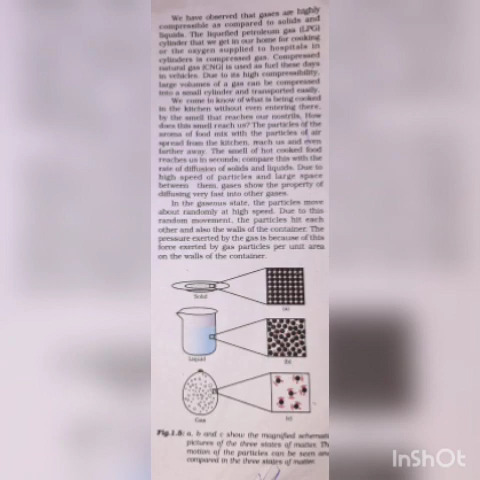 We have observed that gases are highly
compressible as compared to solids and
liquids. The liquefied petroleum gas (LPG)
cylinder that we get in our home for cooking
or the oxygen supplied to hospitals in
cylinders is compressed gas. Compressed
natural gas (CNG) is used as fuel these days
in vehicles. Due to its high compressibility,
large volumes of a gas can be compressed
into a small cylinder and transported easily.
We come to know of what is being cooked
in the kitchen without even entering there,
by the smell that reaches our nostrils. How
does this smell reach us? The particles of the
aroma of food mix with the particles of air
spread from the kitchen, reach us and even
farther away. The smell of hot cooked food
reaches us in seconds; compare this with the
rate of diffusion of solids and liquids. Due to
high speed of particles and large space
between them, gases show the property of
diffusing very fast into other gases.
In the gaseous state, the particles move
about randomly at high speed. Due to this
random movement, the particles hit each
other and also the walls of the container. The
pressure exerted by the gas is because of this
force exerted by gas particles per unit area
on the walls of the container.
Solid
(a)
Liquid
(b)
Gas
(c)
Fig.1.5: a, b and c show the magnified schemati
pictures of the three states of matter. Th
motion of the particles can be seen and
compared in the three states of matter.
InShOt